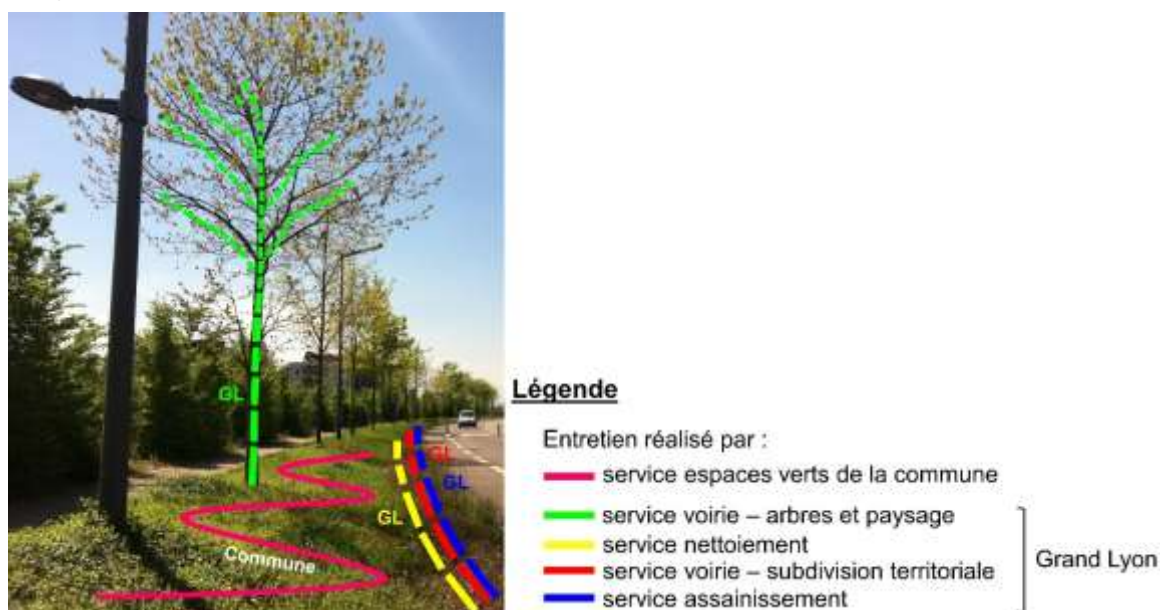 GL
GL
GL
GL
Commune
Légende
Entretien réalisé par :
service espaces verts de la commune
service voirie – arbres et paysage
service nettoiement
service voirie – subdivision territoriale
service assainissement
Grand Lyon